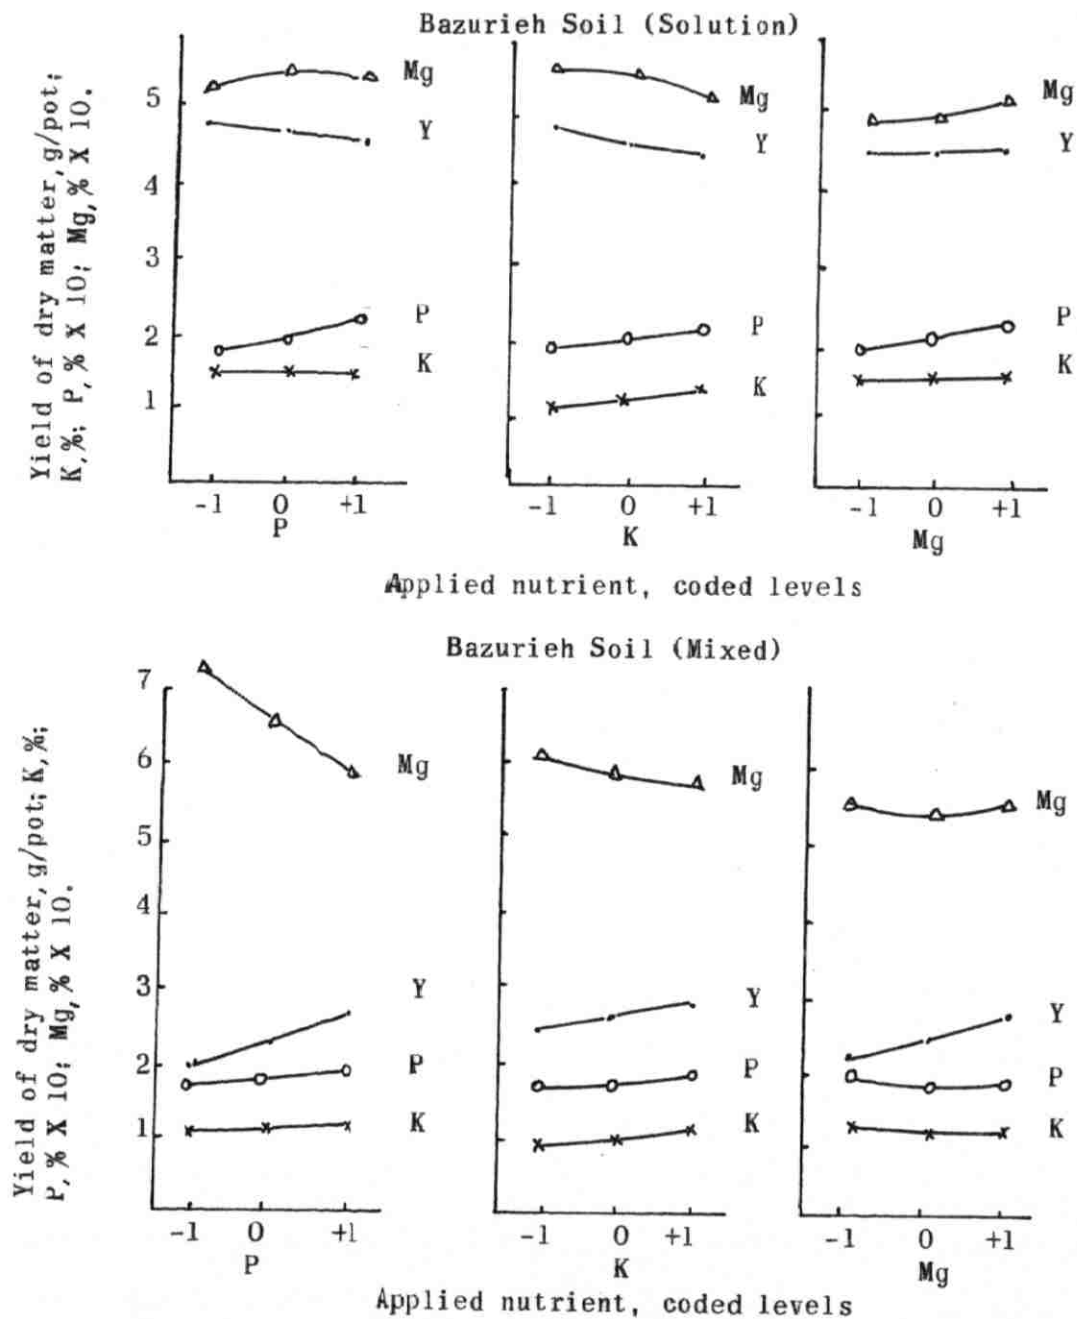 Bazurieh Soil (Solution)
Yield of dry matter, g/pot;
K,%; P,% X 10; Mg,% X 10.
5
4
3
2
1
Mg
Y
P
K
-1 0 +1
P
Mg
Y
P
K
-1 0 +1
K
Mg
Y
P
K
-1 0 +1
Mg
Applied nutrient, coded levels
Bazurieh Soil (Mixed)
Yield of dry matter, g/pot; K,%;
P,% X 10; Mg,% X 10.
7
6
5
4
3
2
1
Mg
Y
P
K
-1 0 +1
P
Mg
Y
P
K
-1 0 +1
K
Mg
Y
P
K
-1 0 +1
Mg
Applied nutrient, coded levels